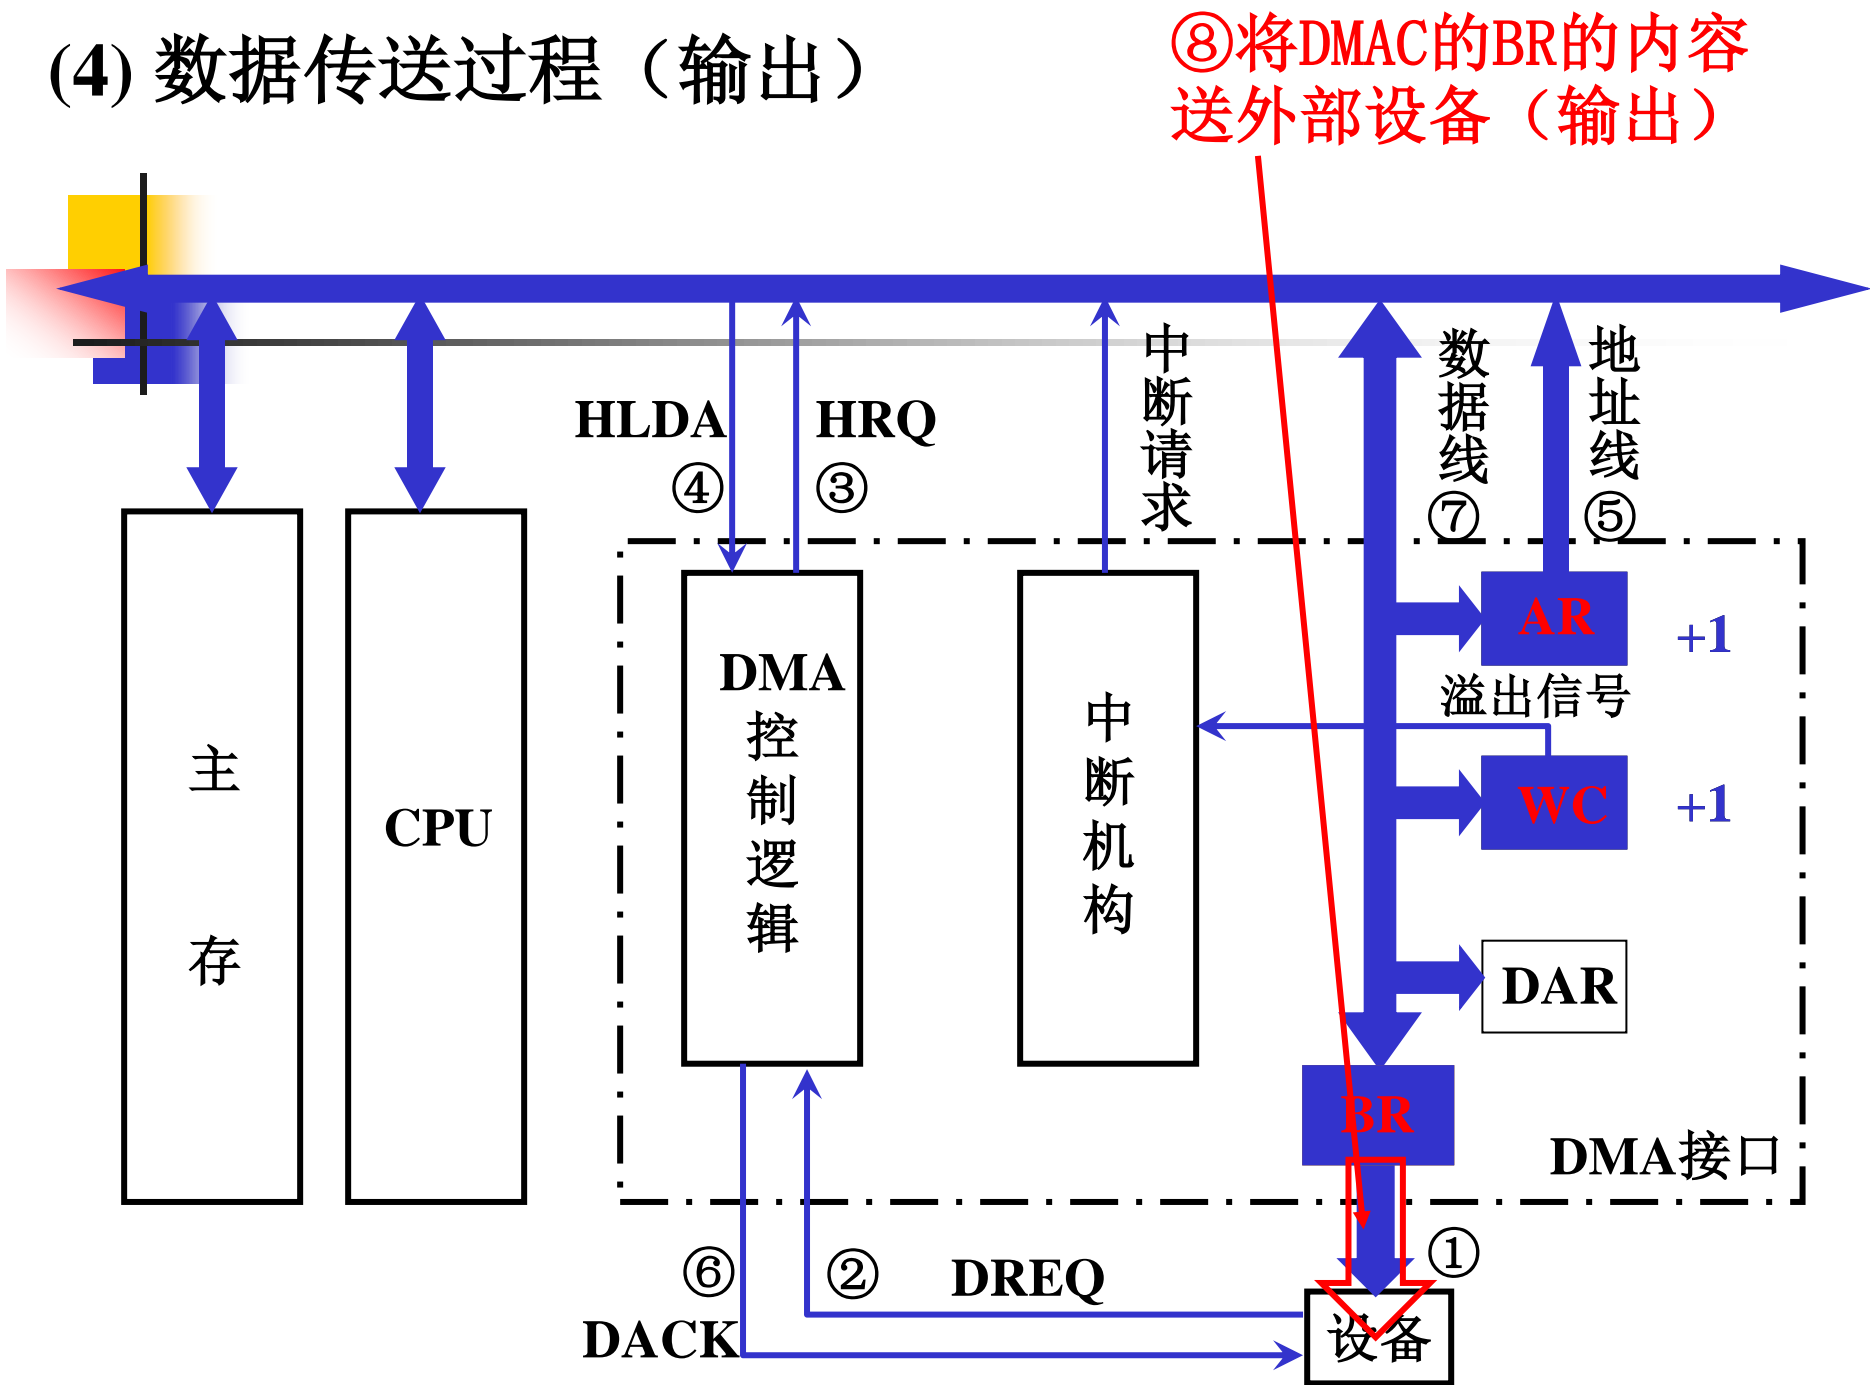 (4) 数据传送过程（输出）
⑧将DMAC的BR的内容
送外部设备（输出）
HLDA
④
HRQ
③
中断请求
数据线
⑦
地址线
⑤
主存
CPU
DMA
控制逻辑
中断机构
AR
+1
溢出信号
WC
+1
DAR
BR
DMA接口
①
⑥
②
DREQ
DACK
设备